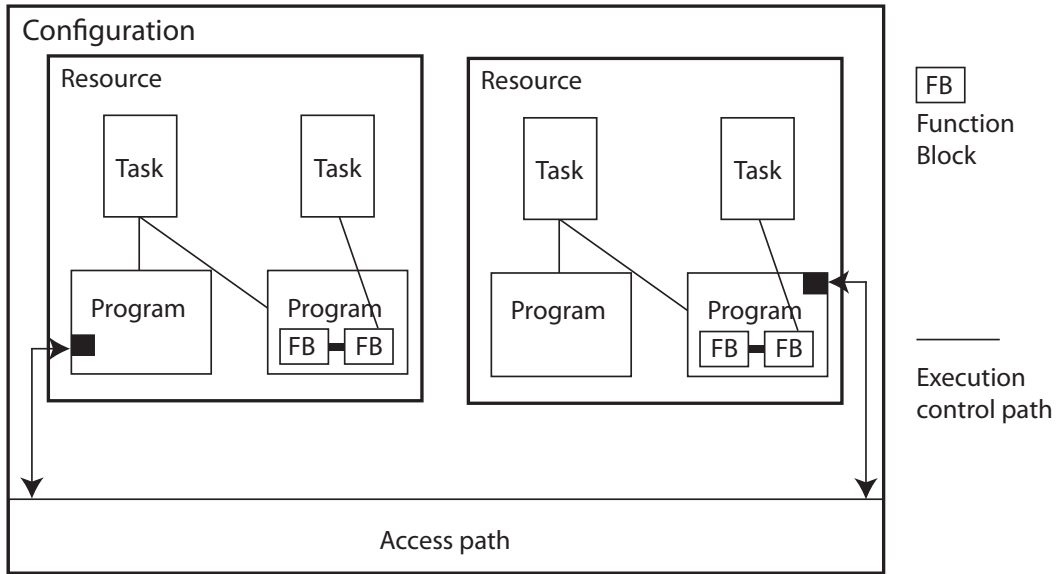 Configuration
Resource
Task
Task
Program
Program
FB
FB
Resource
Task
Task
Program
Program
FB
FB
Access path
FB
Function
Block
Execution
control path